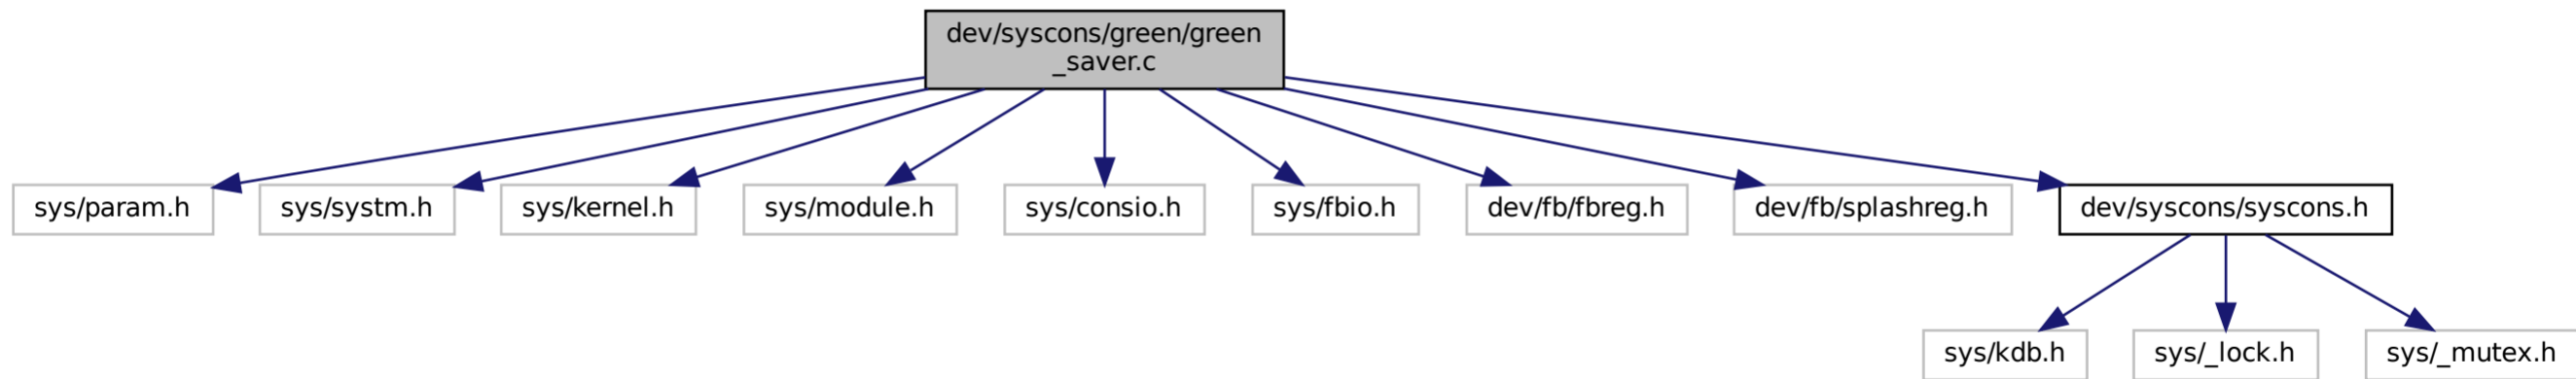 dev/syscons/green/green
_saver.c
sys/param.h
sys/systm.h
sys/kernel.h
sys/module.h
sys/consio.h
sys/fbio.h
dev/fb/fbreg.h
dev/fb/splashreg.h
dev/syscons/syscons.h
sys/kdb.h
sys/_lock.h
sys/_mutex.h